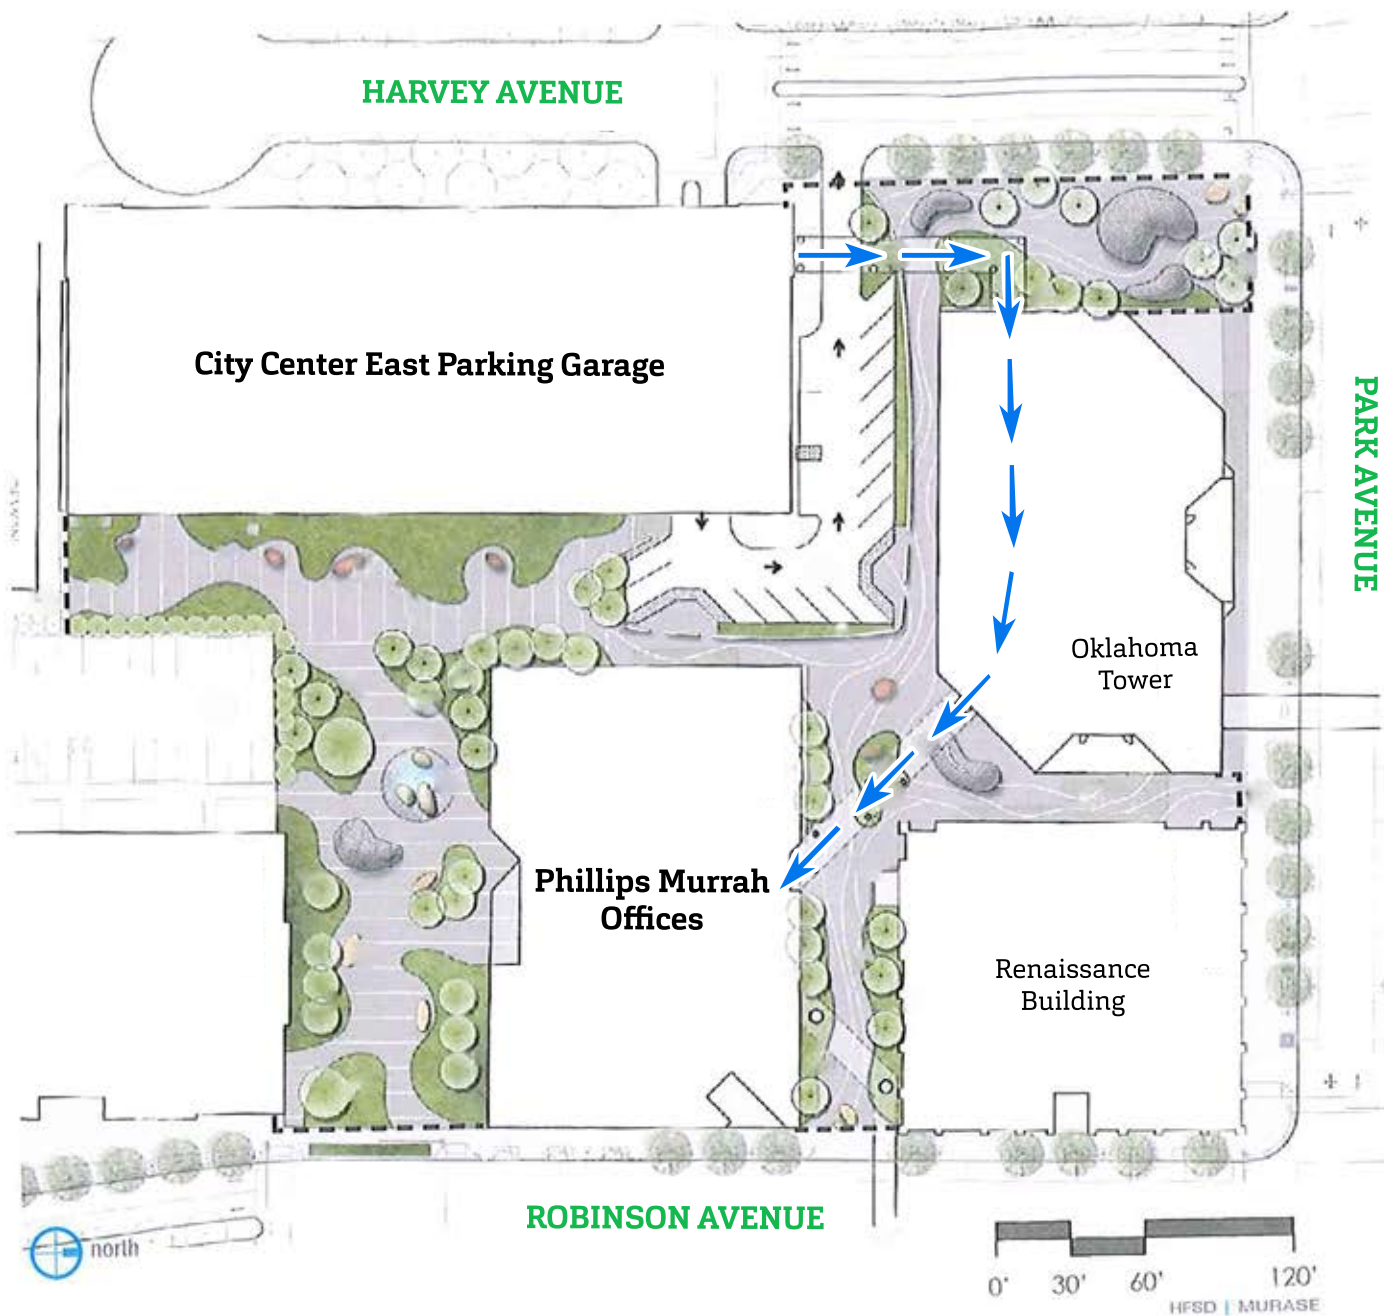 HARVEY AVENUE
City Center East Parking Garage
PARK AVENUE
Oklahoma
Tower
Phillips Murrah
Offices
Renaissance
Building
ROBINSON AVENUE
north
0' 30' 60' 120'
HFSD | MURASE